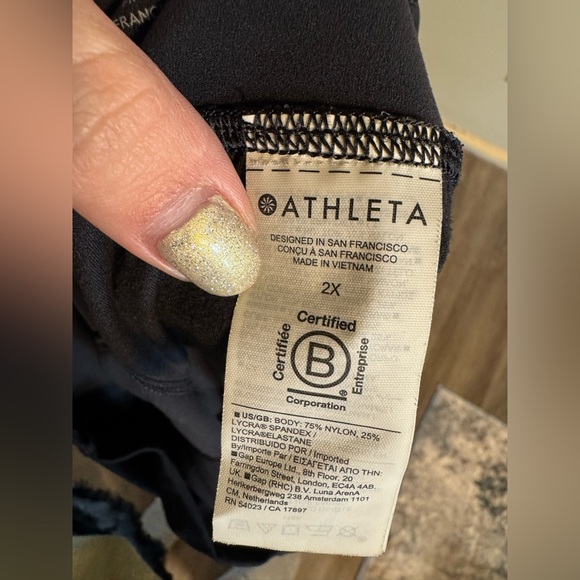 FRANC
ATHLETA
DESIGNED IN SAN FRANCISCO
CONÇU À SAN FRANCISCO
MADE IN VIETNAM
2X
Certified
Certifiée
B
Entreprise
Corporation
■ US/GB: BODY: 75% NYLON, 25%
LYCRA® SPANDEX /
LYCRA®ELASTANE
DISTRIBUIDO POR / Imported
By/Importe Par / ΕΙΣΑΓΕΤΑΙ ΑΠΟ ΤΗΝ:
■Gap Europe Ltd., 8th Floor, 20
Farringdon Street, London, EC4A 4AB.
UK. ■Gap (RHC) B.V. Luna ArenA
Herikerbergweg 238 Amsterdam 1101
CM, Netherlands
RN 54023 / CA 17897